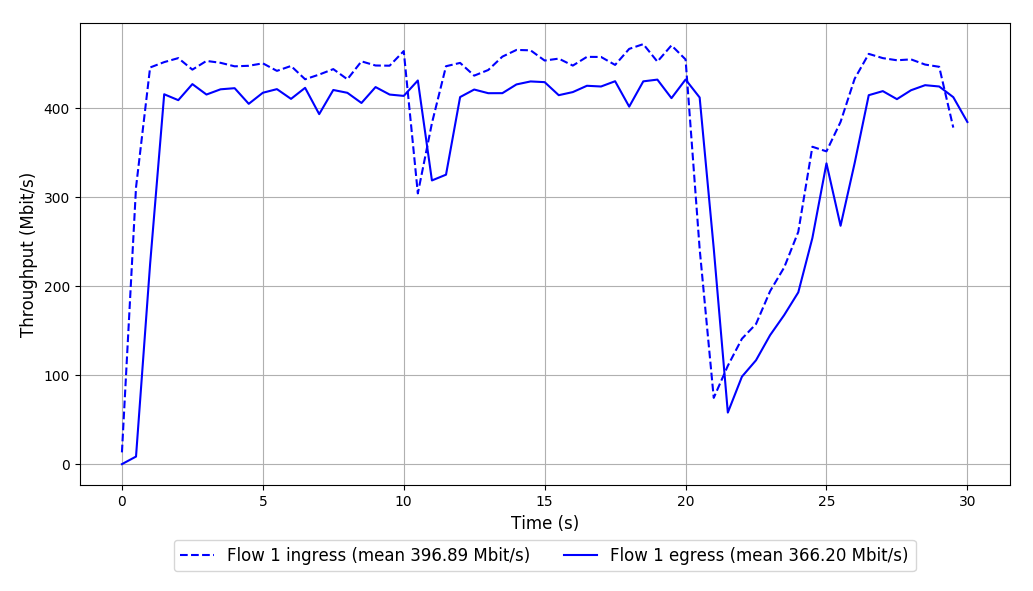 Throughput (Mbit/s)
400
300
200
100
0
0 5 10 15 20 25 30
Time (s)
Flow 1 ingress (mean 396.89 Mbit/s) Flow 1 egress (mean 366.20 Mbit/s)